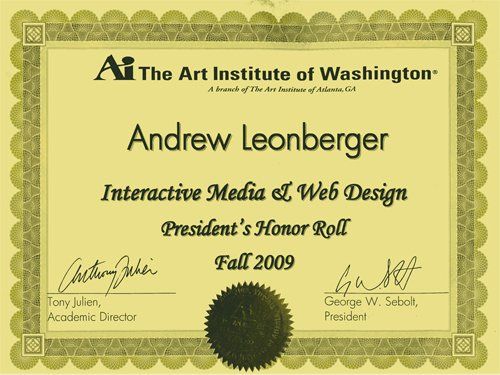 Ai The Art Institute of Washington®
A branch of The Art Institute of Atlanta, GA
Andrew Leonberger
Interactive Media & Web Design
President's Honor Roll
Fall 2009
Anthony Julien
Tony Julien,
Academic Director
George W. Sebolt,
President